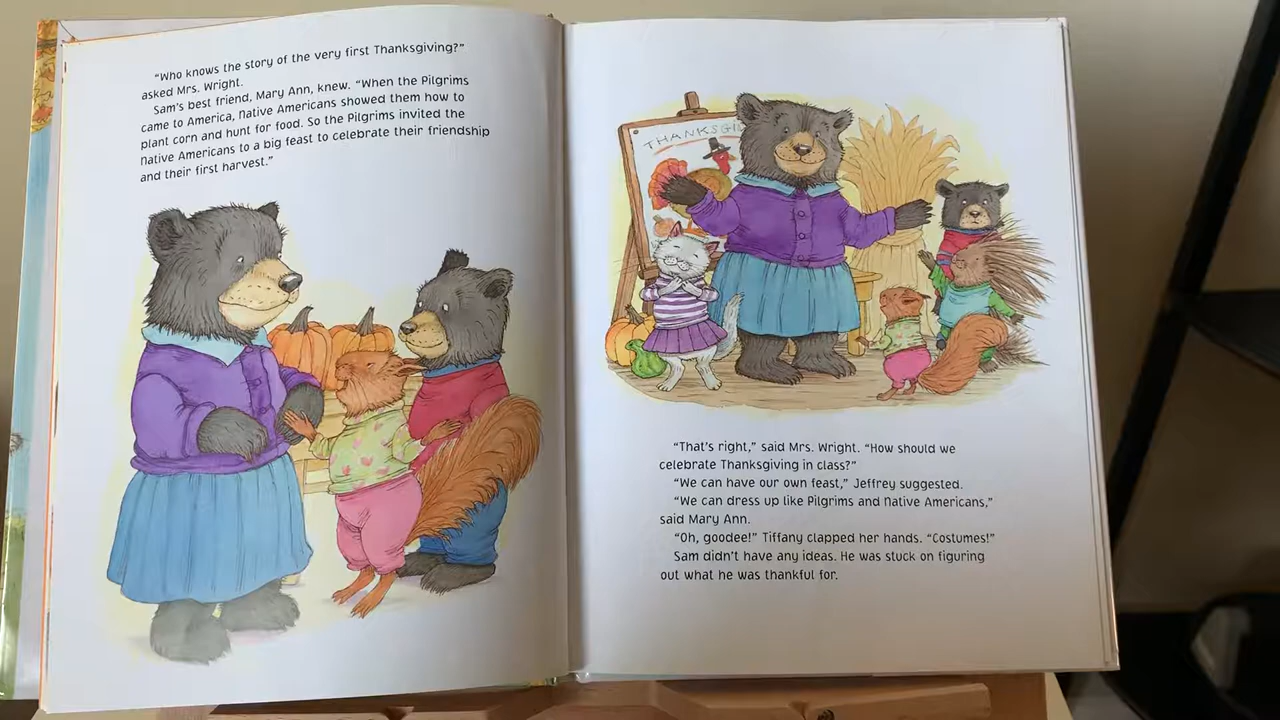 “Who knows the story of the very first Thanksgiving?”
asked Mrs. Wright.
Sam’s best friend, Mary Ann, knew. “When the Pilgrims
came to America, Native Americans showed them how to
plant corn and hunt for food. So the Pilgrims invited the
Native Americans to a big feast to celebrate their friendship
and their first harvest.”
THANKSGI
“That’s right,” said Mrs. Wright. “How should we
celebrate Thanksgiving in class?”
“We can have our own feast,” Jeffrey suggested.
“We can dress up like Pilgrims and Native Americans,”
said Mary Ann.
“Oh, goodee!” Tiffany clapped her hands. “Costumes!”
Sam didn’t have any ideas. He was stuck on figuring
out what he was thankful for.